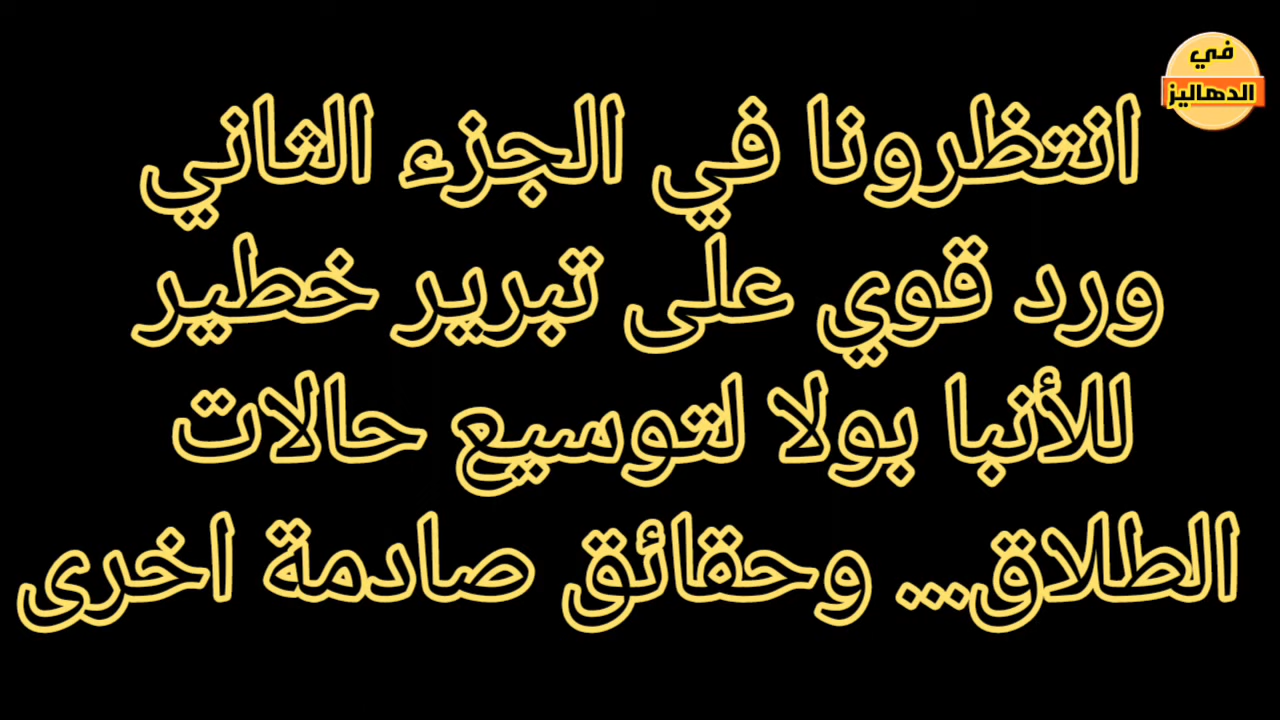 في
الدهاليز
انتظرونا في الجزء الثاني
ورد قوي على تبرير خطير
للأنبا بولا لتوسيع حالات
الطلاق... وحقائق صادمة اخرى